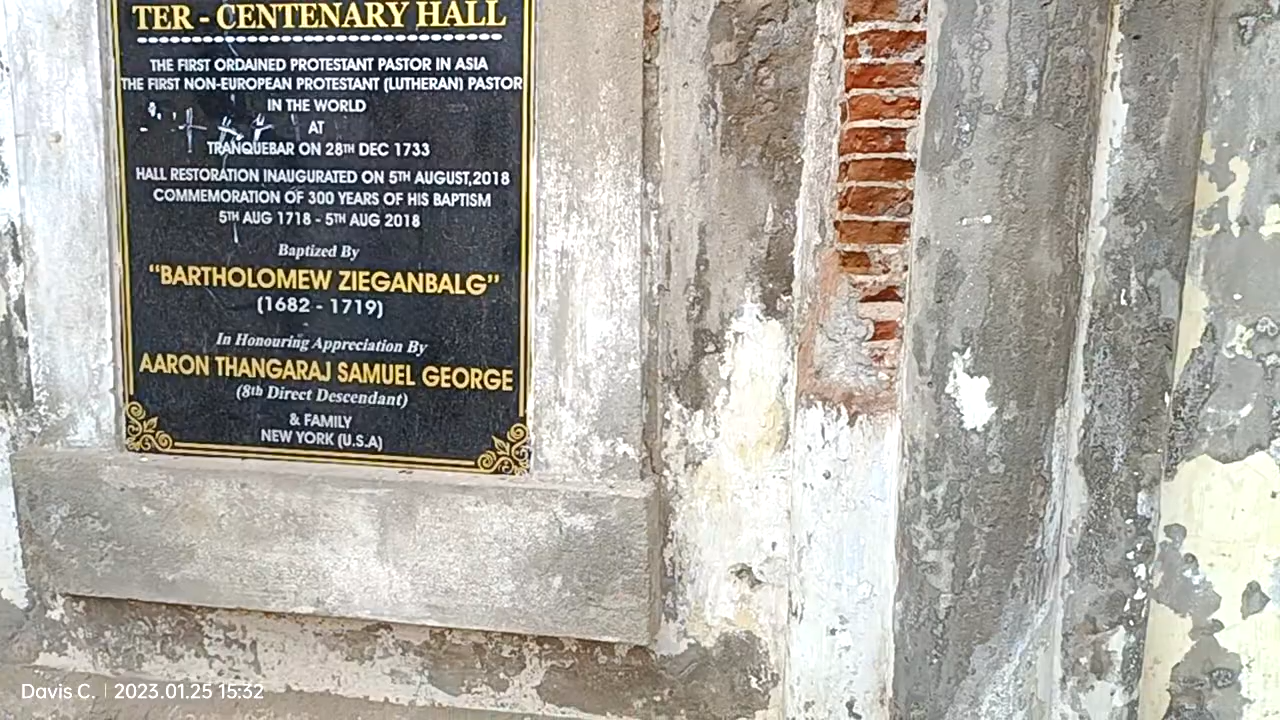 TER - CENTENARY HALL
THE FIRST ORDAINED PROTESTANT PASTOR IN ASIA
THE FIRST NON-EUROPEAN PROTESTANT (LUTHERAN) PASTOR
IN THE WORLD
AT
TRANQUEBAR ON 28TH DEC 1733
HALL RESTORATION INAUGURATED ON 5TH AUGUST,2018
COMMEMORATION OF 300 YEARS OF HIS BAPTISM
5TH AUG 1718 - 5TH AUG 2018
Baptized By
“BARTHOLOMEW ZIEGANBALG”
(1682 - 1719)
In Honouring Appreciation By
AARON THANGARAJ SAMUEL GEORGE
(8th Direct Descendant)
& FAMILY
NEW YORK (U.S.A)
Davis C. | 2023.01.25 15:32